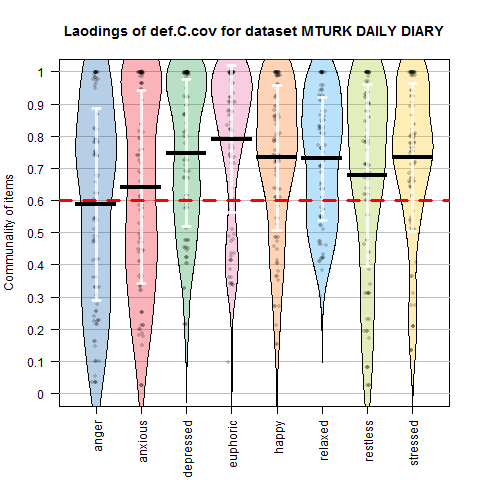 Laodings of def.C.cov for dataset MTURK DAILY DIARY
Communality of items
1
0.9
0.8
0.7
0.6
0.5
0.4
0.3
0.2
0.1
0
anger
anxious
depressed
euphoric
happy
relaxed
restless
stressed